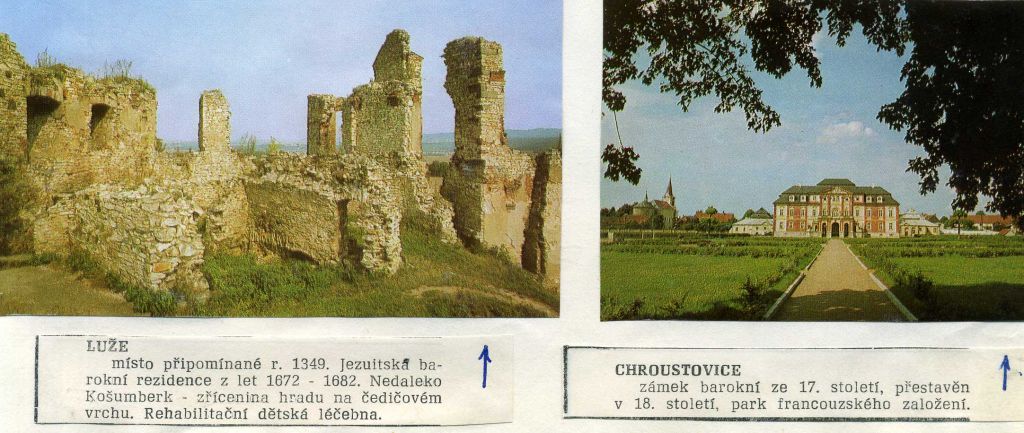 LUŽE
místo připomínané r. 1349. Jezuitská ba-
rokní rezidence z let 1672 - 1682. Nedaleko
Košumberk - zřícenina hradu na čedičovém
vrchu. Rehabilitační dětská léčebna.
CHROUSTOVICE
zámek barokní ze 17. století, přestavěn
v 18. století, park francouzského založení.